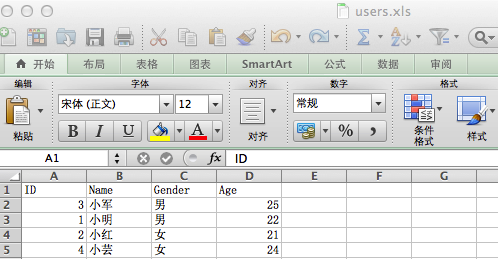 users.xls
开始 布局 表格 图表 SmartArt 公式 数据 审阅
编辑 字体 对齐 数字 格式
宋体 (正文) 12 常规
粘贴 B I U A 对齐 % 条件格式 样式
A1 fx ID
A B C D E F G
1 ID Name Gender Age
2 3 小军 男 25
3 1 小明 男 22
4 2 小红 女 21
5 4 小芸 女 24